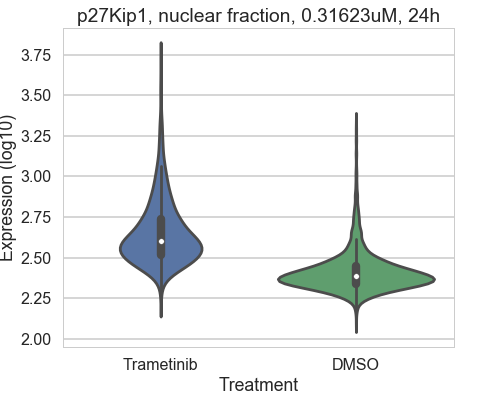 p27Kip1, nuclear fraction, 0.31623uM, 24h
Expression (log10)
3.75
3.50
3.25
3.00
2.75
2.50
2.25
2.00
Trametinib DMSO
Treatment